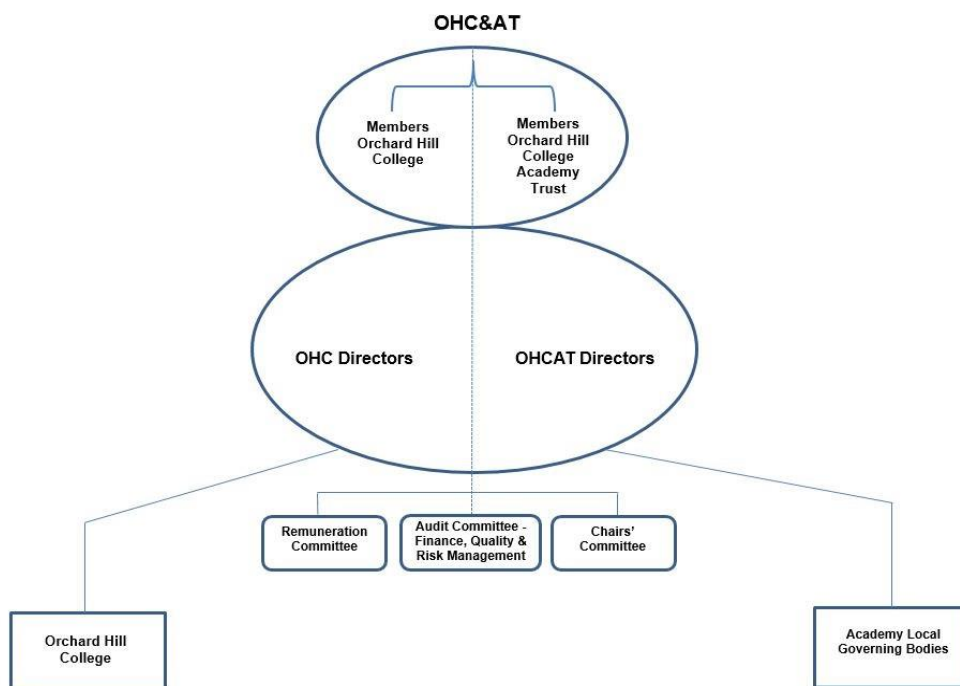 OHC&AT
Members
Orchard Hill
College
Members
Orchard Hill
College
Academy
Trust
OHC Directors
OHCAT Directors
Remuneration
Committee
Audit Committee -
Finance, Quality &
Risk Management
Chairs’
Committee
Orchard Hill
College
Academy Local
Governing Bodies